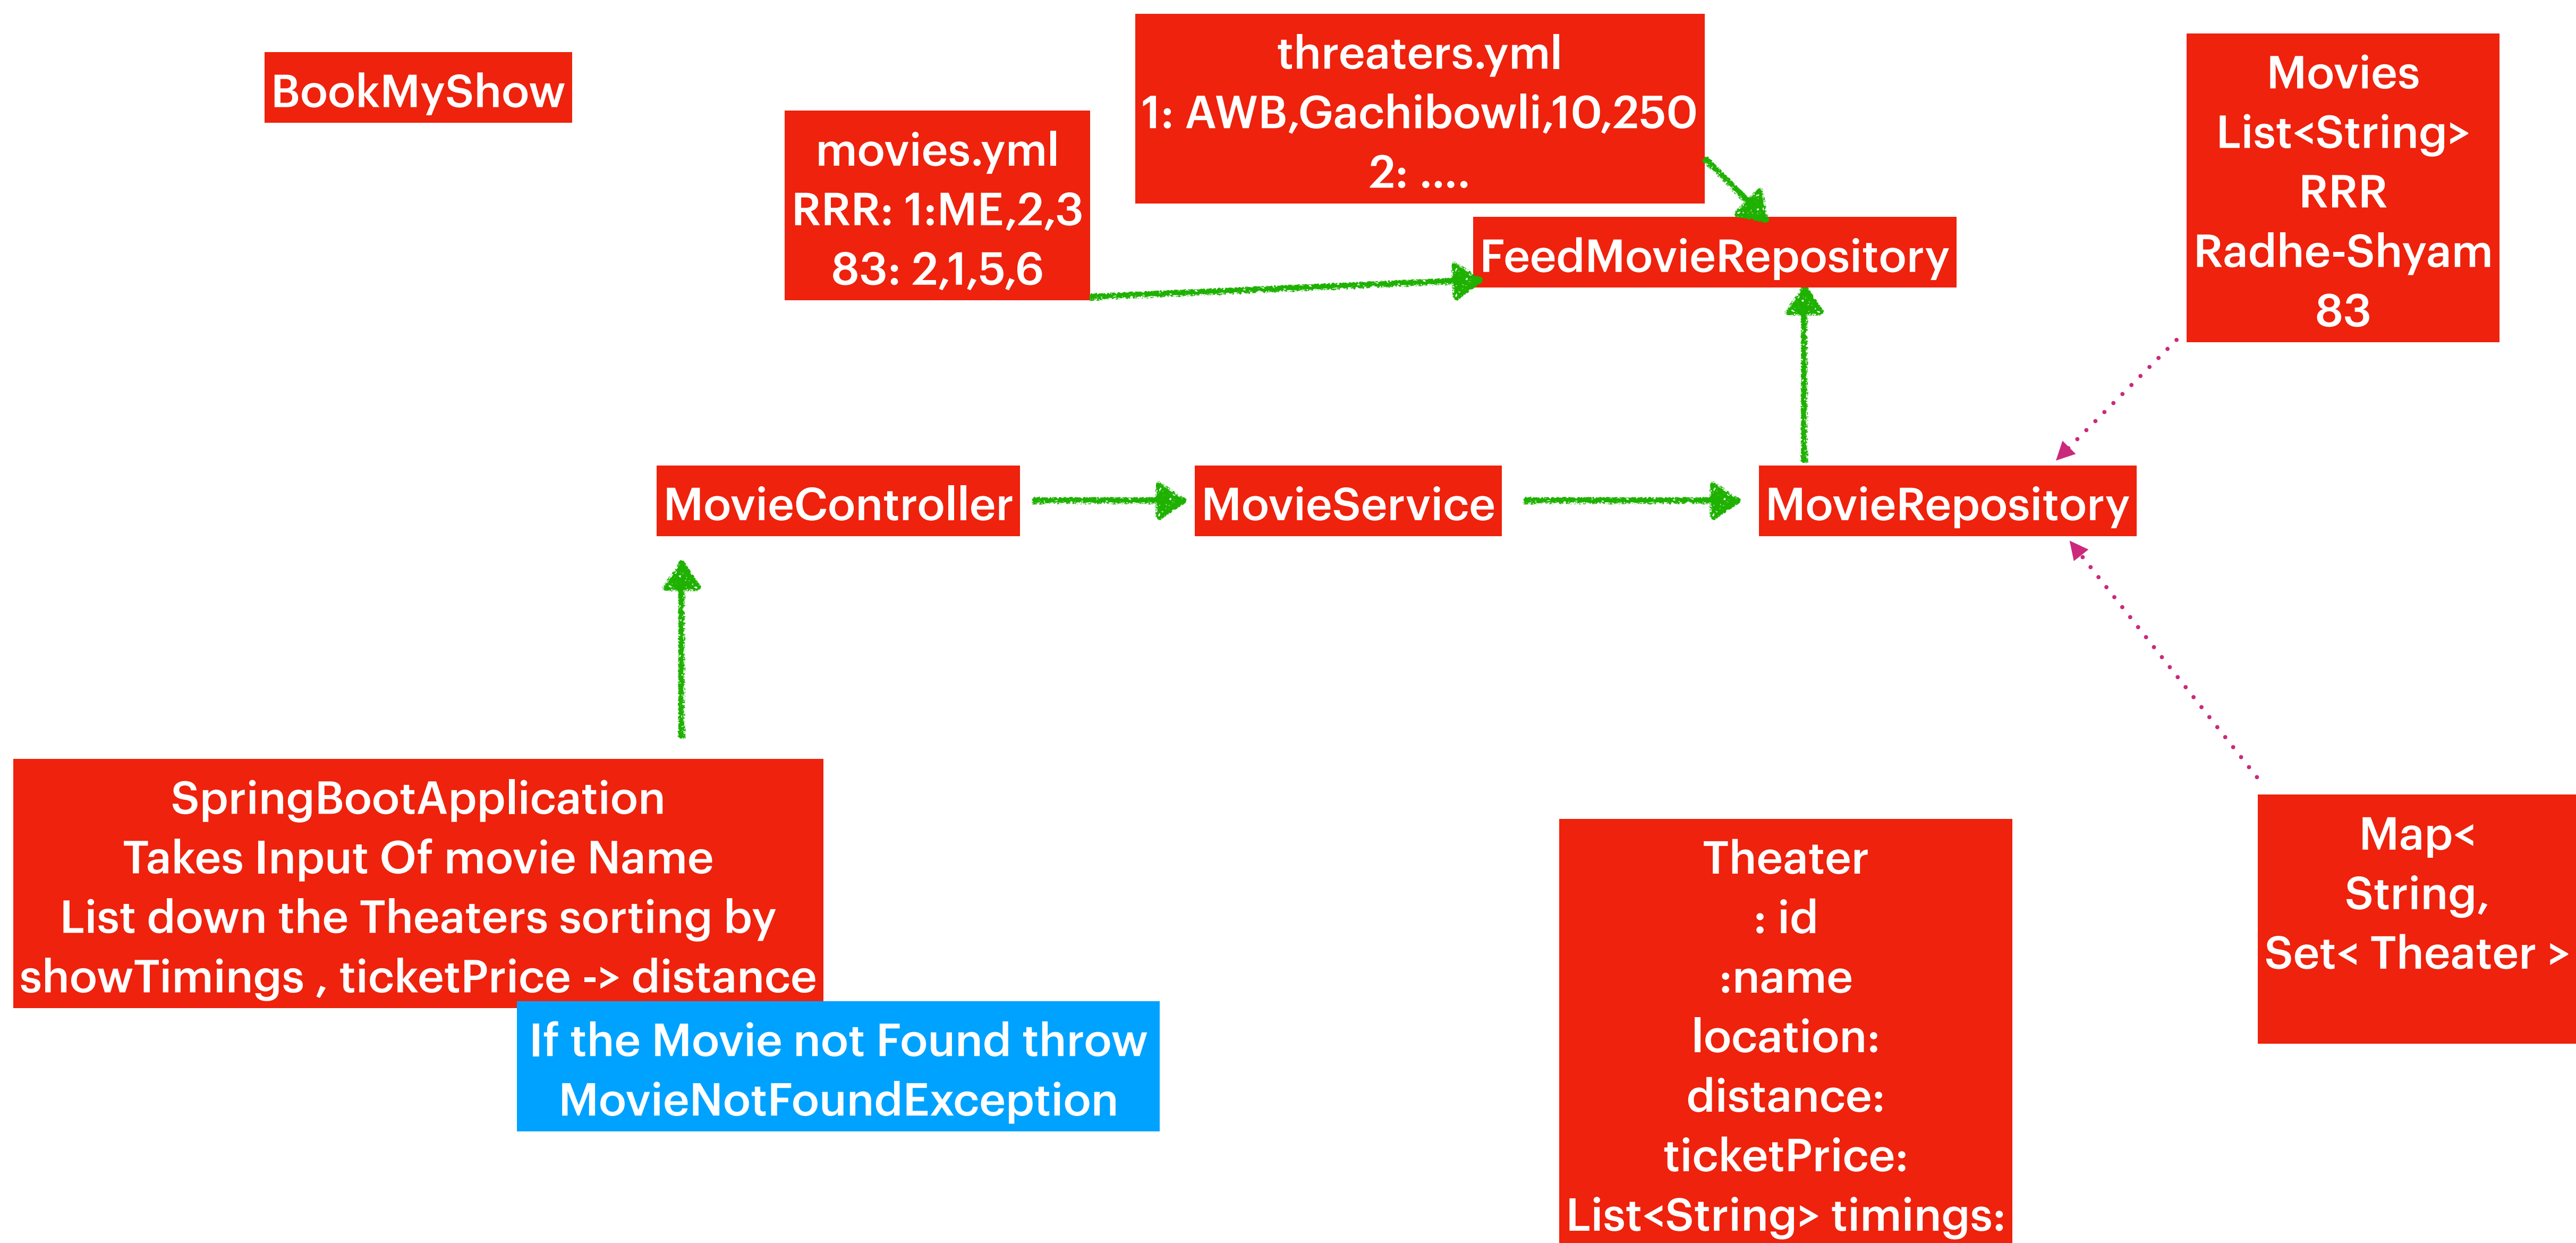 BookMyShow
threaters.yml
1: AWB,Gachibowli,10,250
2: ....
movies.yml
RRR: 1:ME,2,3
83: 2,1,5,6
Movies
List<String>
RRR
Radhe-Shyam
83
FeedMovieRepository
MovieController
MovieService
MovieRepository
SpringBootApplication
Takes Input Of movie Name
List down the Theaters sorting by
showTimings , ticketPrice -> distance
If the Movie not Found throw
MovieNotFoundException
Theater
: id
:name
location:
distance:
ticketPrice:
List<String> timings:
Map<
String,
Set< Theater >